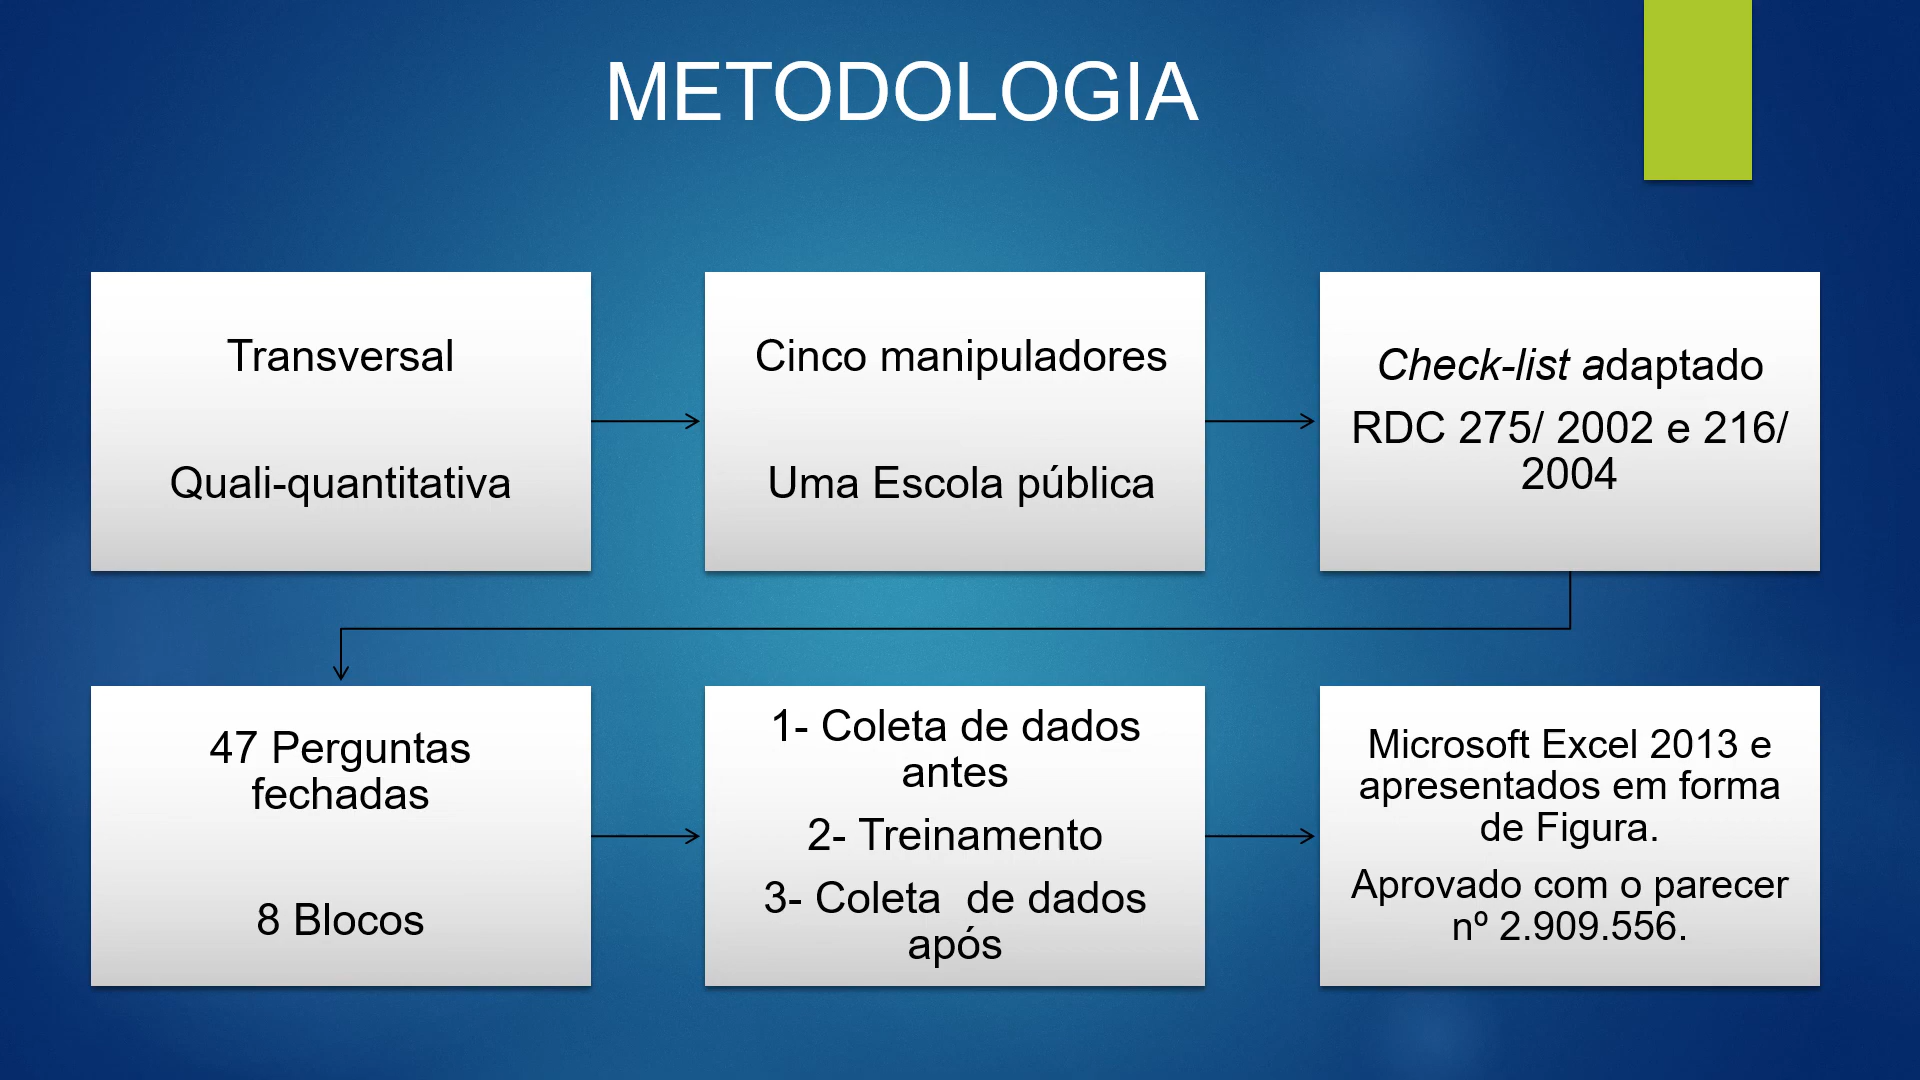 METODOLOGIA
Transversal
Quali-quantitativa
Cinco manipuladores
Uma Escola pública
Check-list adaptado
RDC 275/ 2002 e 216/
2004
47 Perguntas
fechadas
8 Blocos
1- Coleta de dados
antes
2- Treinamento
3- Coleta  de dados
após
Microsoft Excel 2013 e
apresentados em forma
de Figura.
Aprovado com o parecer
nº 2.909.556.